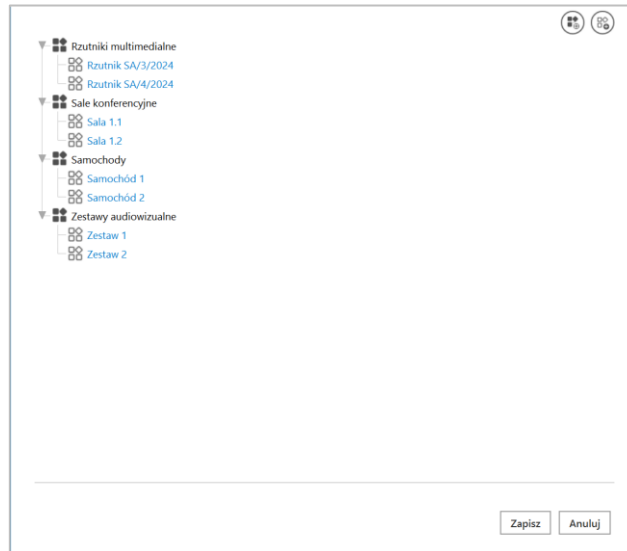 Rzutniki multimedialne
Rzutnik SA/3/2024
Rzutnik SA/4/2024
Sale konferencyjne
Sala 1.1
Sala 1.2
Samochody
Samochód 1
Samochód 2
Zestawy audiowizualne
Zestaw 1
Zestaw 2
Zapisz Anuluj